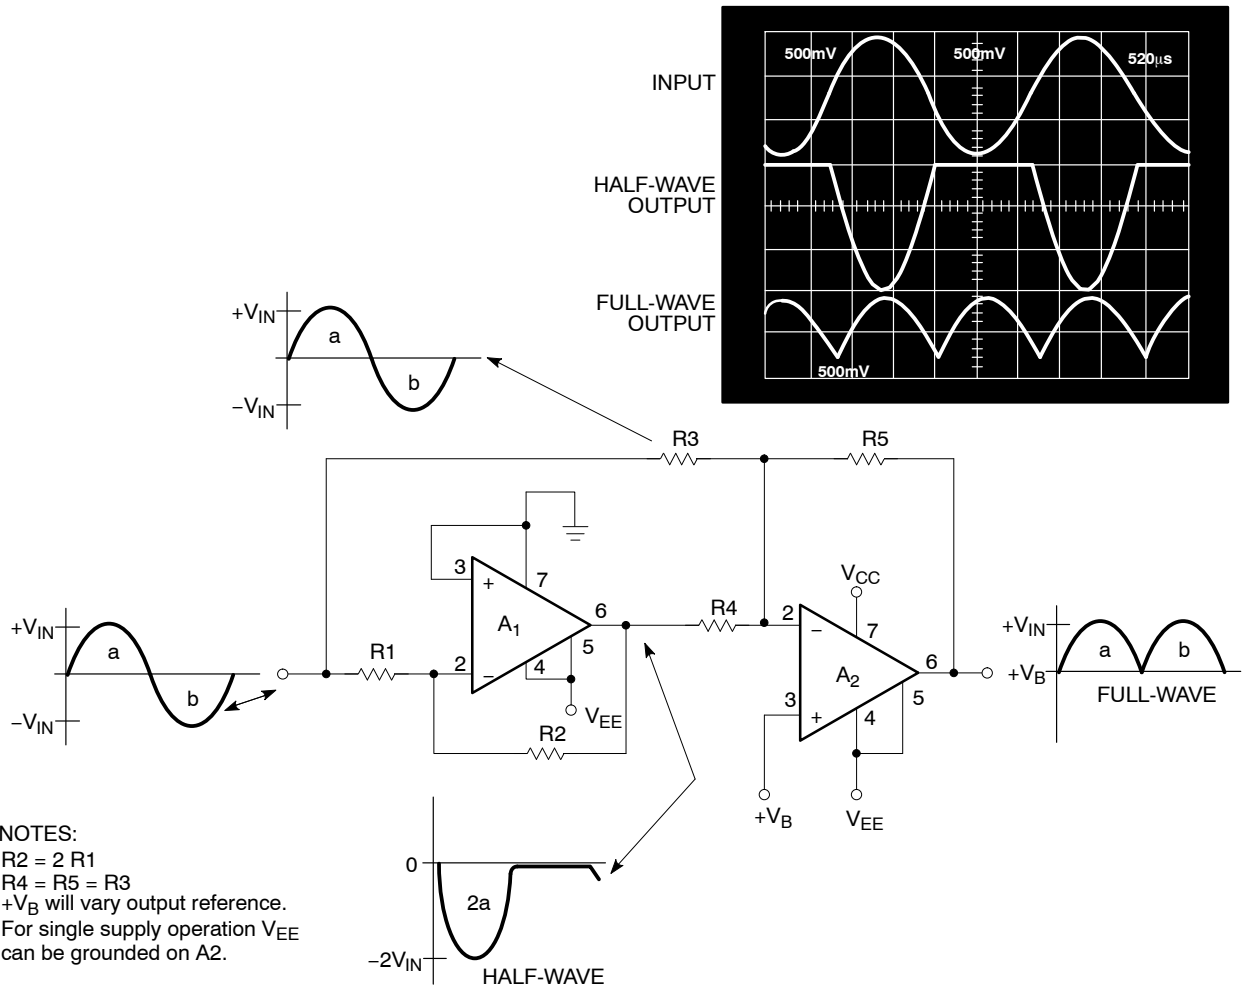 500mV
500mV
520μs
INPUT
HALF-WAVE
OUTPUT
FULL-WAVE
OUTPUT
500mV
+VIN
a
b
−VIN
R3
R5
3
+
7
A1
6
5
4
2
−
VEE
R1
R2
R4
VCC
2
−
7
A2
6
3
+
4
5
+VB
VEE
+VIN
a
b
−VIN
+VIN
a
b
+VB
FULL-WAVE
0
2a
−2VIN
HALF-WAVE
NOTES:
R2 = 2 R1
R4 = R5 = R3
+VB will vary output reference.
For single supply operation VEE
can be grounded on A2.